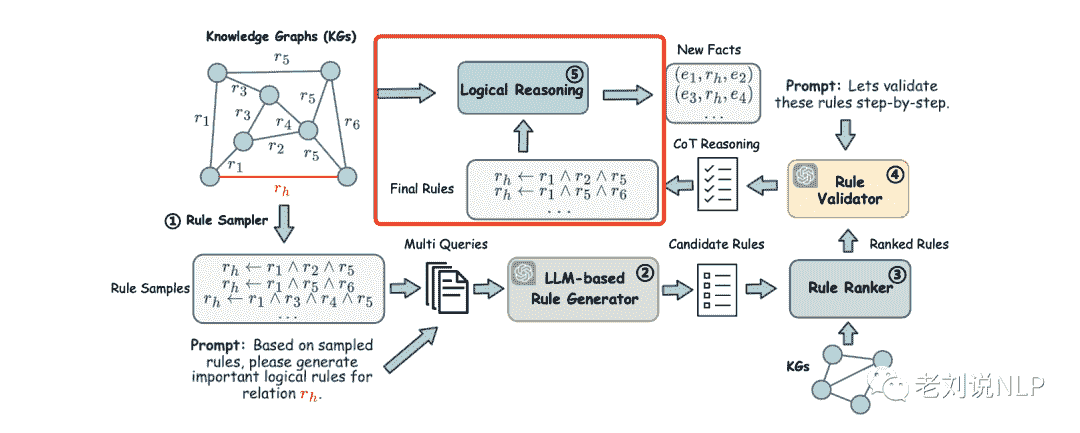 Knowledge Graphs (KGs)
r₅
r₃
r₅
r₁
r₃
r₄
r₆
r₂
r₅
r₁
rₕ
⑤
Logical Reasoning
New Facts
(e₁, rₕ, e₂)
(e₃, rₕ, e₄)
...
Prompt: Lets validate
these rules step-by-step.
CoT Reasoning
Final Rules
rₕ ← r₁ ∧ r₂ ∧ r₅
rₕ ← r₁ ∧ r₅ ∧ r₆
...
④
Rule
Validator
① Rule Sampler
Multi Queries
Candidate Rules
Ranked Rules
Rule Samples
rₕ ← r₁ ∧ r₂ ∧ r₅
rₕ ← r₁ ∧ r₅ ∧ r₆
rₕ ← r₁ ∧ r₃ ∧ r₄ ∧ r₅
...
②
LLM-based
Rule Generator
③
Rule Ranker
Prompt: Based on sampled
rules, please generate
important logical rules for
relation rₕ.
KGs
老刘说NLP